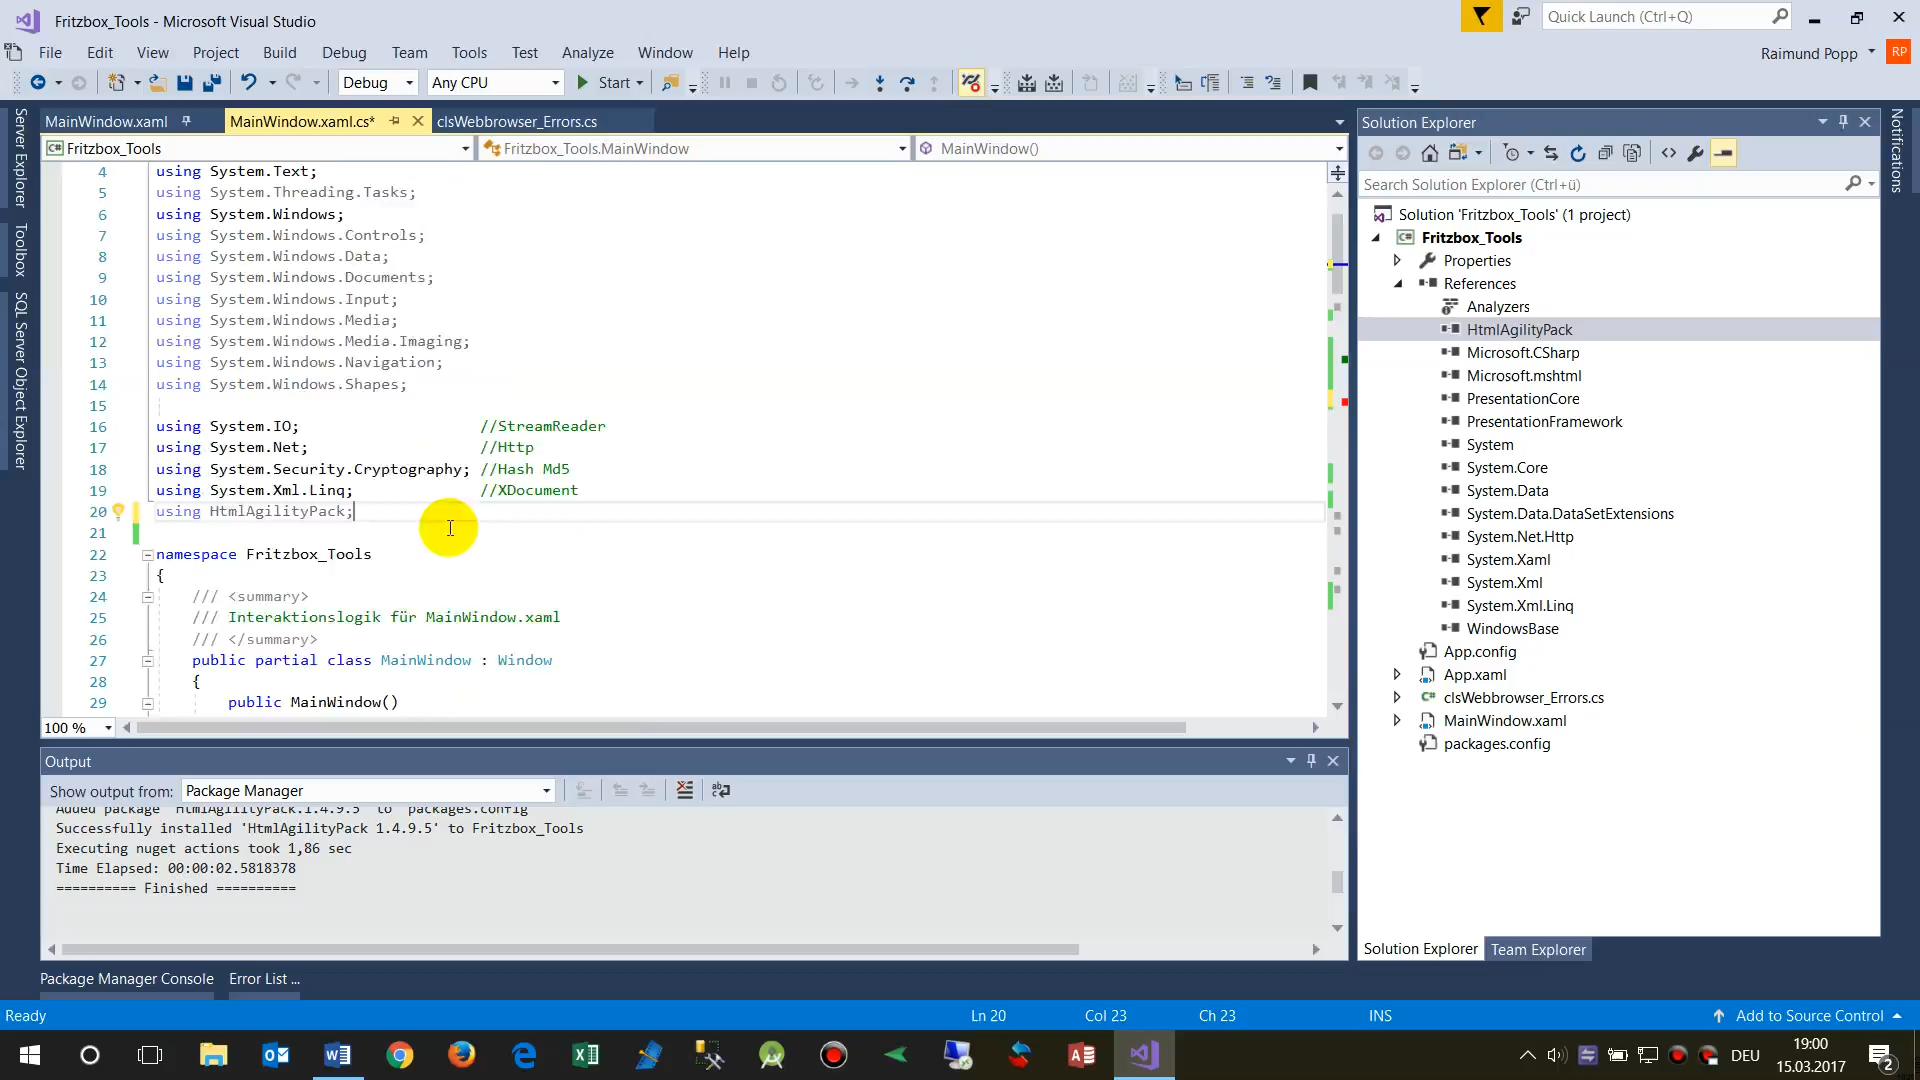 Fritzbox_Tools - Microsoft Visual Studio
Quick Launch (Ctrl+Q)
File Edit View Project Build Debug Team Tools Test Analyze Window Help
Raimund Popp RP
Debug Any CPU Start
MainWindow.xaml MainWindow.xaml.cs* clsWebbrowser_Errors.cs
Fritzbox_Tools Fritzbox_Tools.MainWindow MainWindow()
4 using System.Text;
5 using System.Threading.Tasks;
6 using System.Windows;
7 using System.Windows.Controls;
8 using System.Windows.Data;
9 using System.Windows.Documents;
10 using System.Windows.Input;
11 using System.Windows.Media;
12 using System.Windows.Media.Imaging;
13 using System.Windows.Navigation;
14 using System.Windows.Shapes;
15
16 using System.IO; //StreamReader
17 using System.Net; //Http
18 using System.Security.Cryptography; //Hash Md5
19 using System.Xml.Linq; //XDocument
20 using HtmlAgilityPack;
21
22 namespace Fritzbox_Tools
23 {
24 /// <summary>
25 /// Interaktionslogik für MainWindow.xaml
26 /// </summary>
27 public partial class MainWindow : Window
28 {
29 public MainWindow()
100 %
Output
Show output from: Package Manager
Added package 'HtmlAgilityPack.1.4.9.5' to 'packages.config'
Successfully installed 'HtmlAgilityPack 1.4.9.5' to Fritzbox_Tools
Executing nuget actions took 1,86 sec
Time Elapsed: 00:00:02.5818378
========== Finished ==========
Package Manager Console Error List ...
Server Explorer
Toolbox
SQL Server Object Explorer
Solution Explorer
Search Solution Explorer (Ctrl+ü)
Solution 'Fritzbox_Tools' (1 project)
Fritzbox_Tools
Properties
References
Analyzers
HtmlAgilityPack
Microsoft.CSharp
Microsoft.mshtml
PresentationCore
PresentationFramework
System
System.Core
System.Data
System.Data.DataSetExtensions
System.Net.Http
System.Xaml
System.Xml
System.Xml.Linq
WindowsBase
App.config
App.xaml
clsWebbrowser_Errors.cs
MainWindow.xaml
packages.config
Solution Explorer Team Explorer
Notifications
Ready Ln 20 Col 23 Ch 23 INS Add to Source Control
DEU
19:00
15.03.2017
2